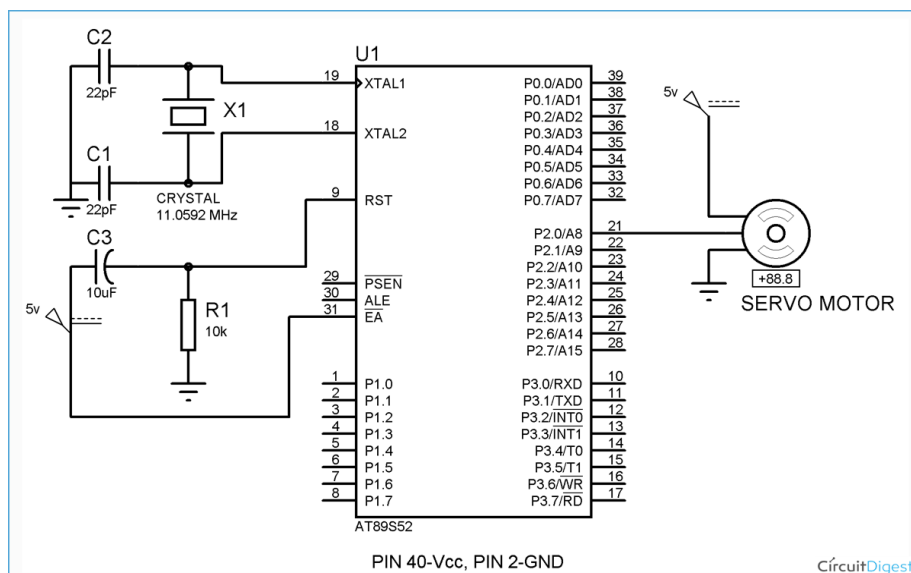 C2
22pF
X1
C1
22pF
CRYSTAL
11.0592 MHz
C3
10uF
5v
R1
10k
U1
19 XTAL1
18 XTAL2
9 RST
29 PSEN
30 ALE
31 EA
1 P1.0
2 P1.1
3 P1.2
4 P1.3
5 P1.4
6 P1.5
7 P1.6
8 P1.7
P0.0/AD0 39
P0.1/AD1 38
P0.2/AD2 37
P0.3/AD3 36
P0.4/AD4 35
P0.5/AD5 34
P0.6/AD6 33
P0.7/AD7 32
P2.0/A8 21
P2.1/A9 22
P2.2/A10 23
P2.3/A11 24
P2.4/A12 25
P2.5/A13 26
P2.6/A14 27
P2.7/A15 28
P3.0/RXD 10
P3.1/TXD 11
P3.2/INT0 12
P3.3/INT1 13
P3.4/T0 14
P3.5/T1 15
P3.6/WR 16
P3.7/RD 17
AT89S52
5v
+88.8
SERVO MOTOR
PIN 40-Vcc, PIN 2-GND
CircuitDigest